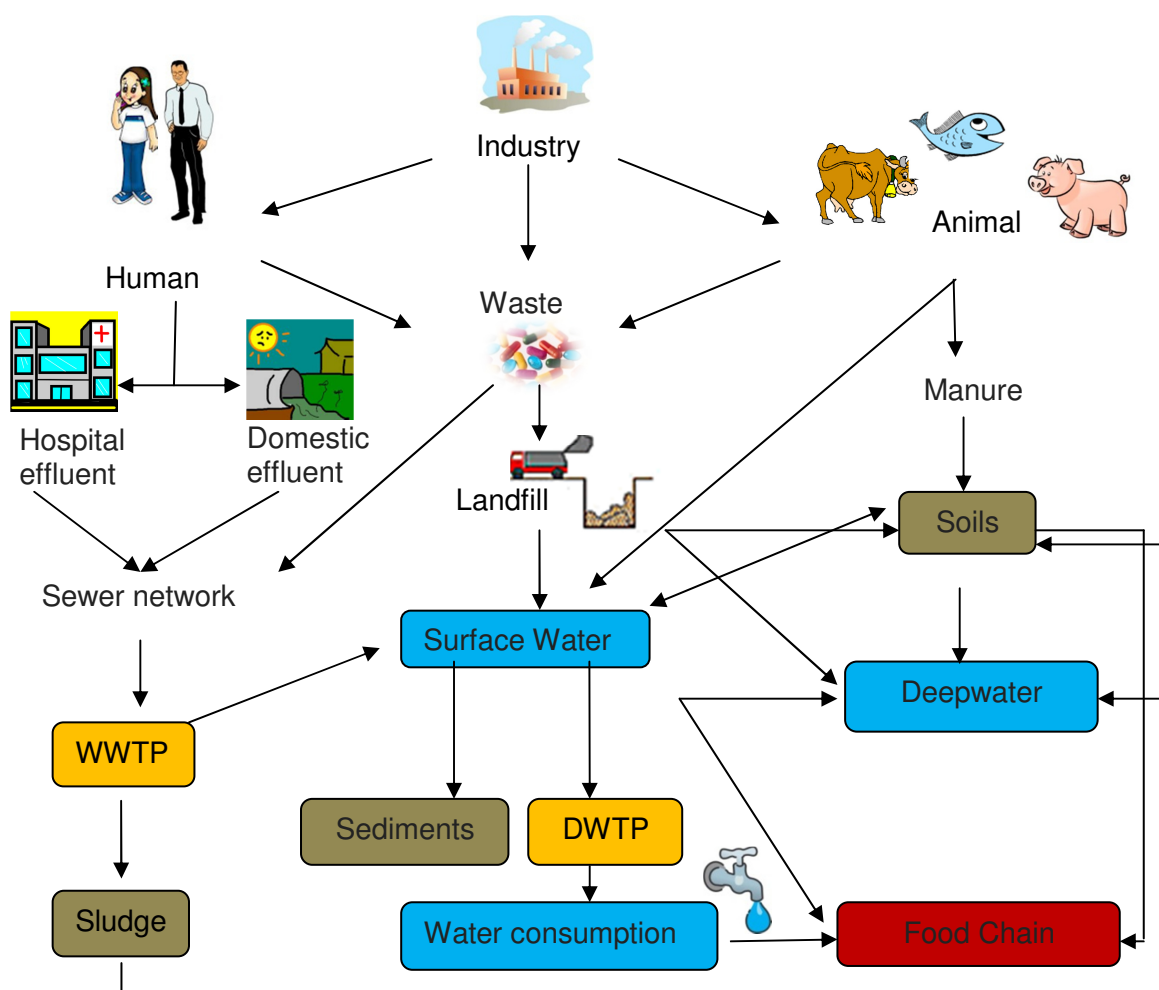 Industry
Animal
Human
Waste
Manure
Hospital
effluent
Domestic
effluent
Landfill
Soils
Sewer network
Surface Water
Deepwater
WWTP
Sediments
DWTP
Sludge
Water consumption
Food Chain